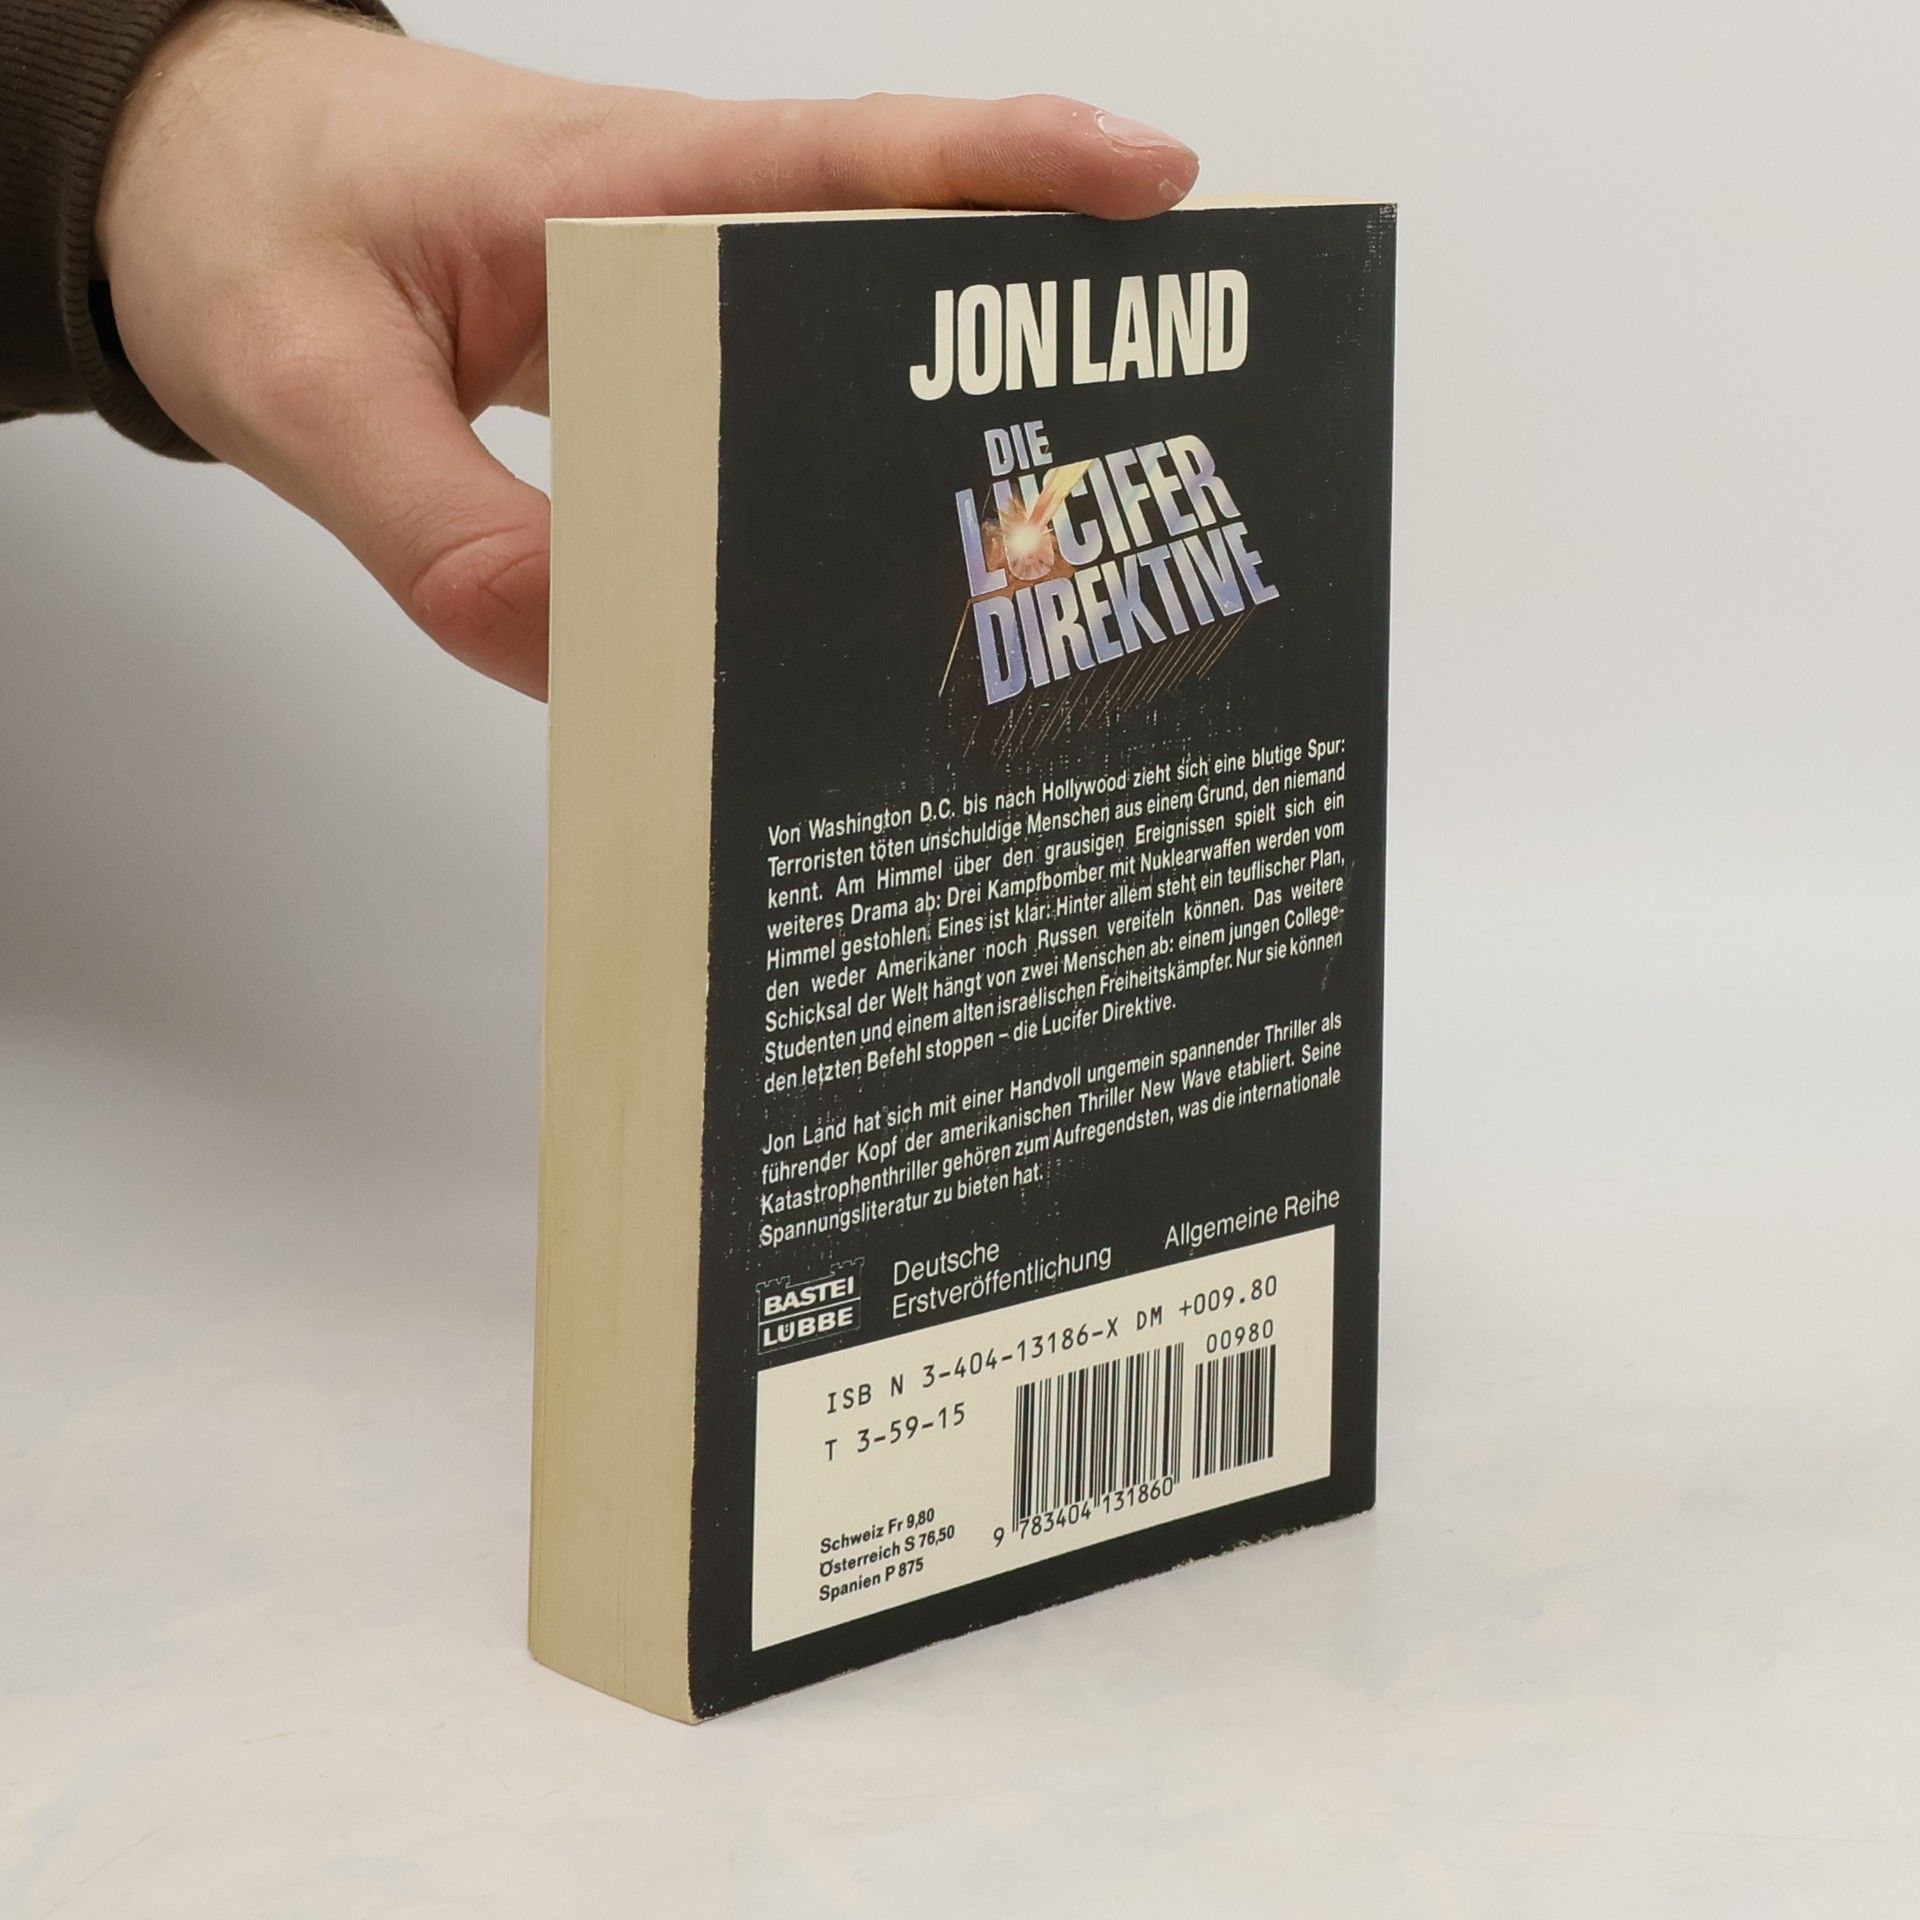 JON LAND
DIE
LUCIFER
DIREKTIVE
Von Washington D.C. bis nach Hollywood zieht sich eine blutige Spur:
Terroristen töten unschuldige Menschen aus einem Grund, den niemand
kennt. Am Himmel über den grausigen Ereignissen spielt sich ein
weiteres Drama ab: Drei Kampfbomber mit Nuklearwaffen werden vom
Himmel gestohlen. Eines ist klar: Hinter allem steht ein teuflischer Plan,
den weder Amerikaner noch Russen vereiteln können. Das weitere
Schicksal der Welt hängt von zwei Menschen ab: einem jungen College-
Studenten und einem alten israelischen Freiheitskämpfer. Nur sie können
den letzten Befehl stoppen – die Lucifer Direktive.
Jon Land hat sich mit einer Handvoll ungemein spannender Thriller als
führender Kopf der amerikanischen Thriller New Wave etabliert. Seine
Katastrophenthriller gehören zum Aufregendsten, was die internationale
Spannungsliteratur zu bieten hat.
BASTEI
LÜBBE
Deutsche
Erstveröffentlichung
Allgemeine Reihe
ISB N 3-404-13186-X DM +009.80
T 3-59-15
00980
9 783404 131860
Schweiz Fr 9,80
Österreich S 76,50
Spanien P 875